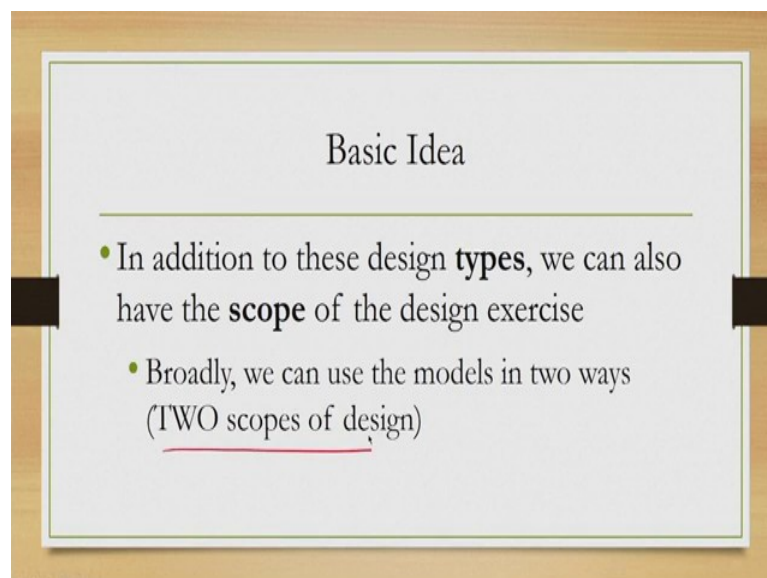 Basic Idea
• In addition to these design types, we can also
have the scope of the design exercise
• Broadly, we can use the models in two ways
(TWO scopes of design)